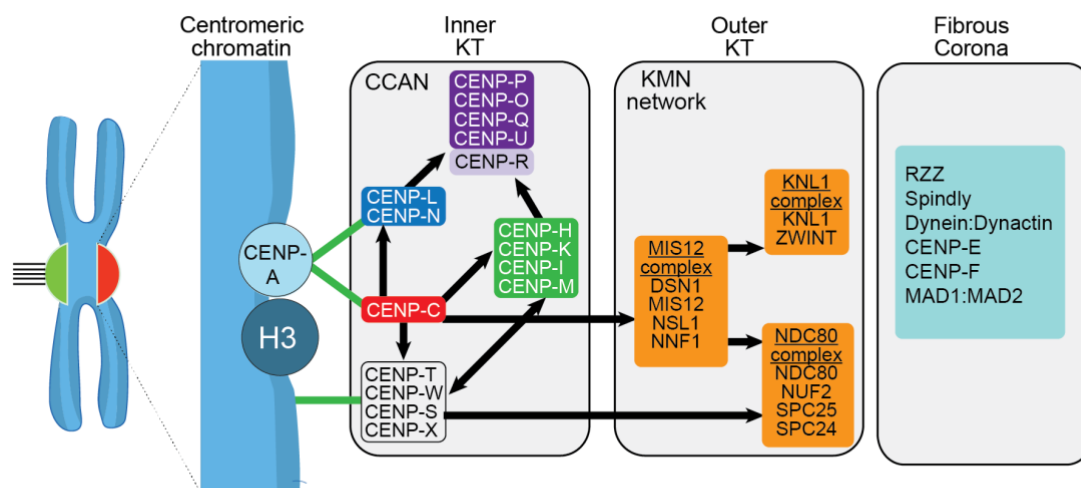 Centromeric
chromatin
Inner
KT
Outer
KT
Fibrous
Corona
CENP-
A
H3
CCAN
CENP-P
CENP-O
CENP-Q
CENP-U
CENP-R
CENP-L
CENP-N
CENP-H
CENP-K
CENP-I
CENP-M
CENP-C
CENP-T
CENP-W
CENP-S
CENP-X
KMN
network
MIS12
complex
DSN1
MIS12
NSL1
NNF1
KNL1
complex
KNL1
ZWINT
NDC80
complex
NDC80
NUF2
SPC25
SPC24
RZZ
Spindly
Dynein:Dynactin
CENP-E
CENP-F
MAD1:MAD2